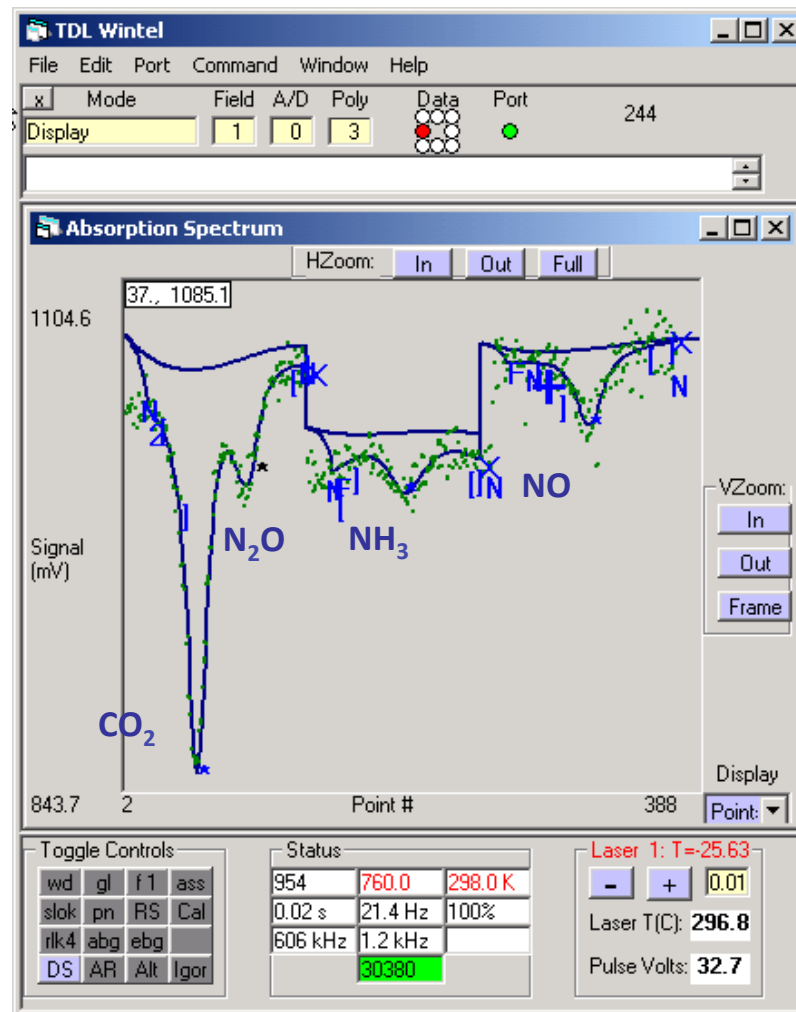 TDL Wintel
File Edit Port Command Window Help
x Mode Field A/D Poly Data Port 244
Display 1 0 3
Absorption Spectrum
HZoom: In Out Full
37., 1085.1
1104.6
Signal
(mV)
N₂O NH₃ NO
CO₂
VZoom:
In
Out
Frame
Display
843.7 2 Point # 388 Point:
Toggle Controls
wd gl f1 ass
slok pn RS Cal
rlk4 abg ebg
DS AR Alt Igor
Status
954 760.0 298.0 K
0.02 s 21.4 Hz 100%
606 kHz 1.2 kHz
30380
Laser 1: T=-25.63
- + 0.01
Laser T(C): 296.8
Pulse Volts: 32.7